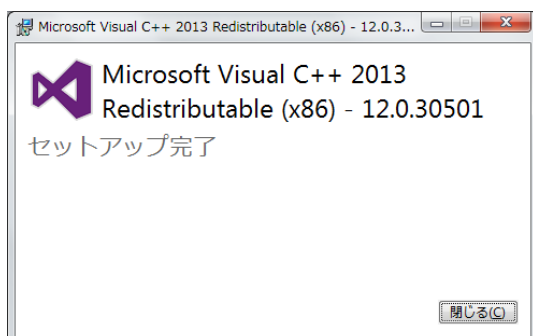 Microsoft Visual C++ 2013 Redistributable (x86) - 12.0.3...
Microsoft Visual C++ 2013
Redistributable (x86) - 12.0.30501
セットアップ完了
閉じる(C)